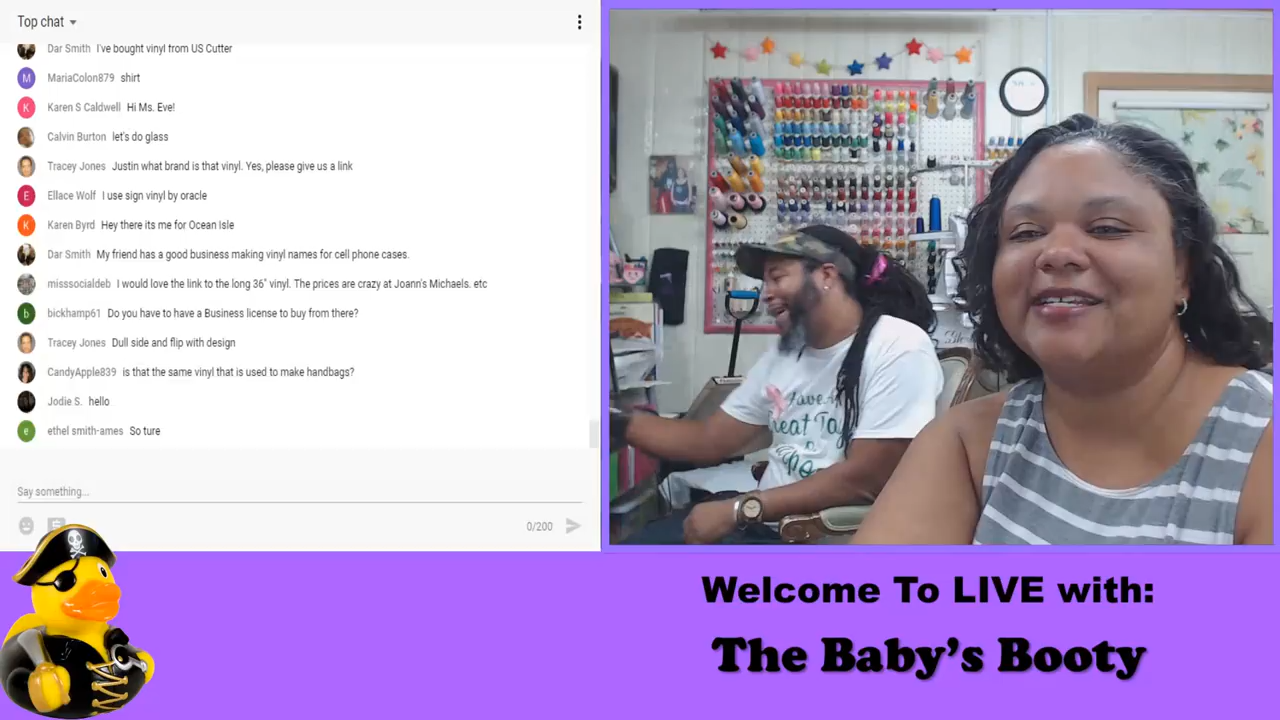 Top chat
Dar Smith I've bought vinyl from US Cutter
MariaColon879 shirt
Karen S Caldwell Hi Ms. Eve!
Calvin Burton let's do glass
Tracey Jones Justin what brand is that vinyl. Yes, please give us a link
Ellace Wolf I use sign vinyl by oracle
Karen Byrd Hey there its me for Ocean Isle
Dar Smith My friend has a good business making vinyl names for cell phone cases.
misssocialdeb I would love the link to the long 36" vinyl. The prices are crazy at Joann's Michaels. etc
bickhamp61 Do you have to have a Business license to buy from there?
Tracey Jones Dull side and flip with design
CandyApple839 is that the same vinyl that is used to make handbags?
Jodie S. hello
ethel smith-ames So ture
Say something...
0/200
M
K
E
K
b
e
Have A
Great
Welcome To LIVE with:
The Baby's Booty